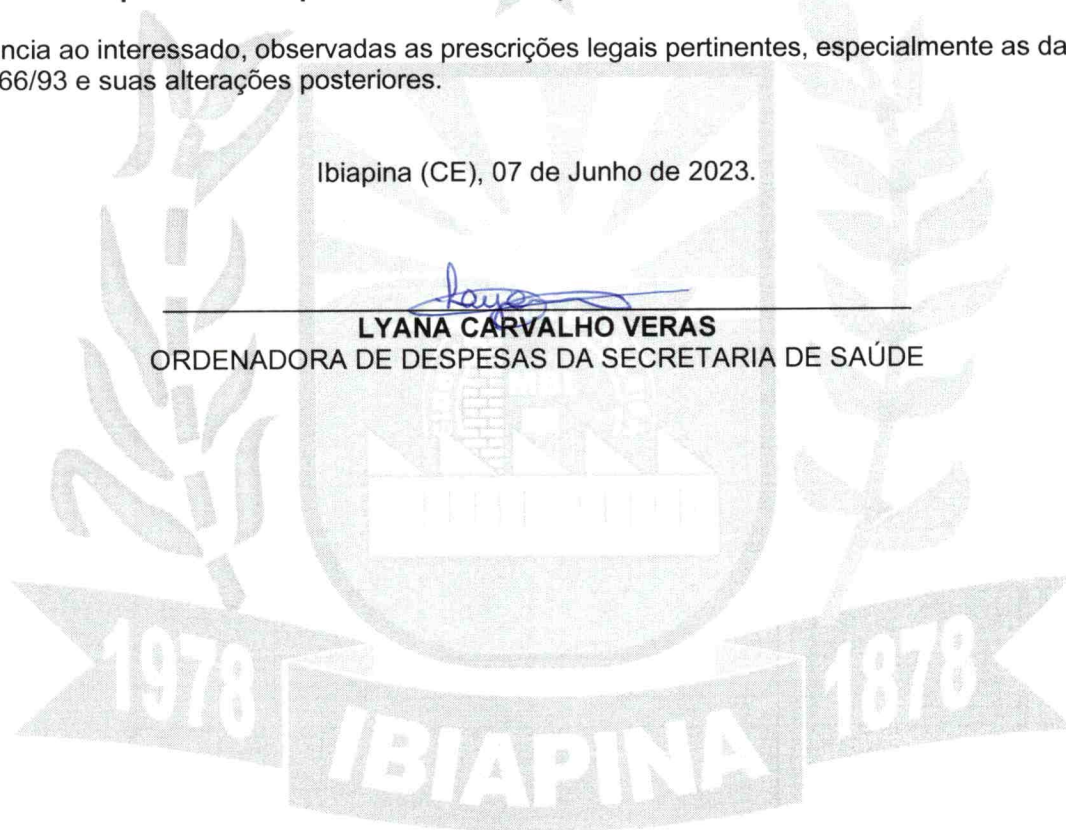 ncia ao interessado, observadas as prescrições legais pertinentes, especialmente as da
66/93 e suas alterações posteriores.
Ibiapina (CE), 07 de Junho de 2023.
LYANA CARVALHO VERAS
ORDENADORA DE DESPESAS DA SECRETARIA DE SAÚDE
1978
IBIAPINA
1878